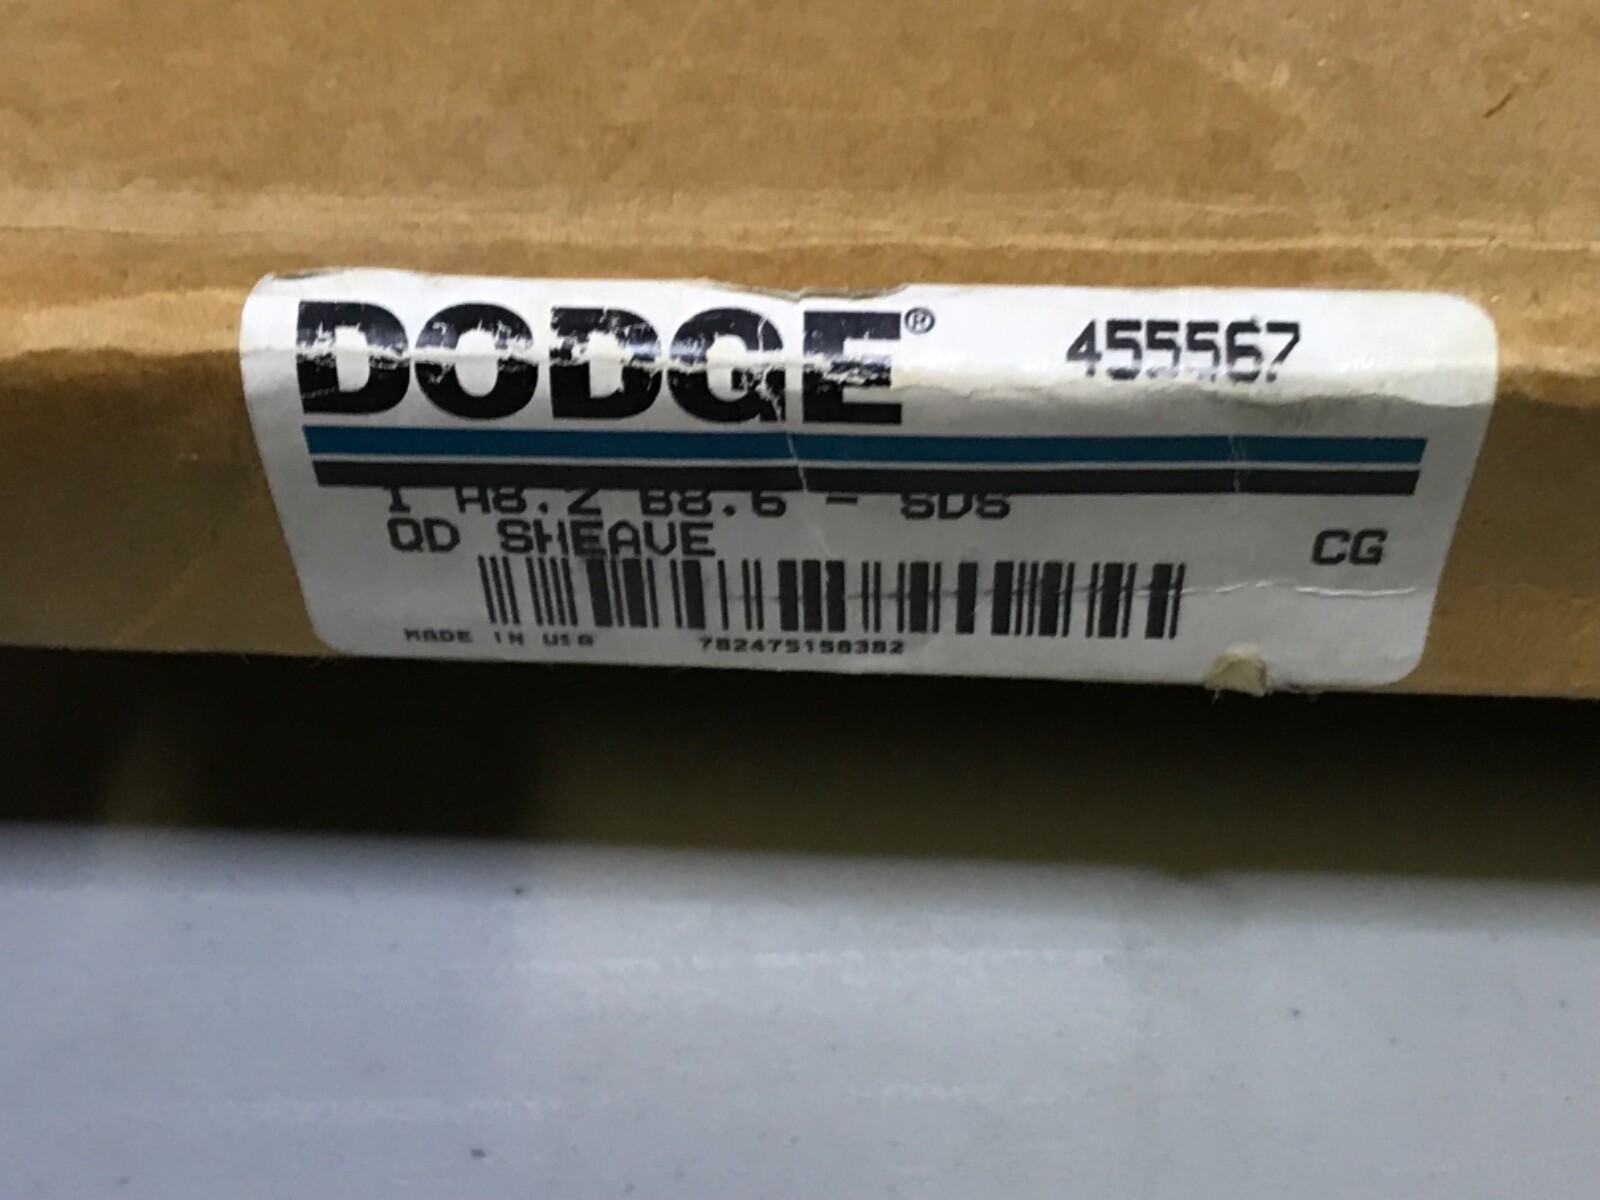 DODGE® 455567
1 A8.2 B8.6 - SDS
QD SHEAVE CG
MADE IN USA 782475158382